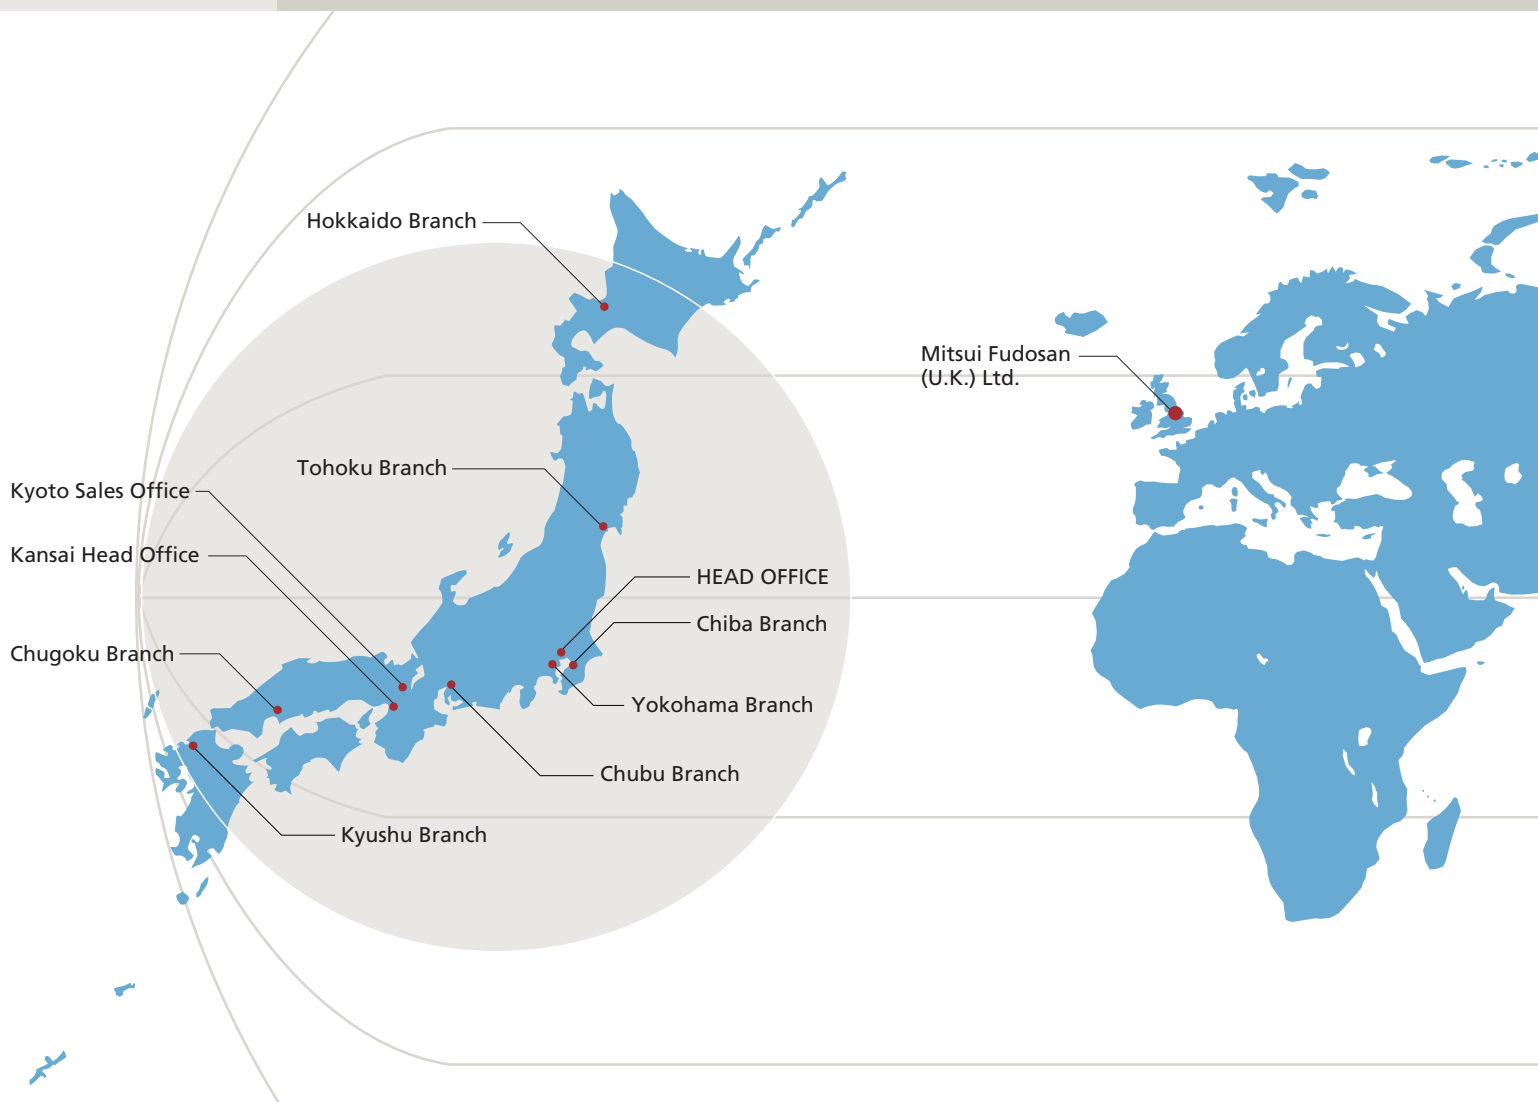 Hokkaido Branch
Mitsui Fudosan
(U.K.) Ltd.
Tohoku Branch
Kyoto Sales Office
Kansai Head Office
HEAD OFFICE
Chiba Branch
Chugoku Branch
Yokohama Branch
Chubu Branch
Kyushu Branch